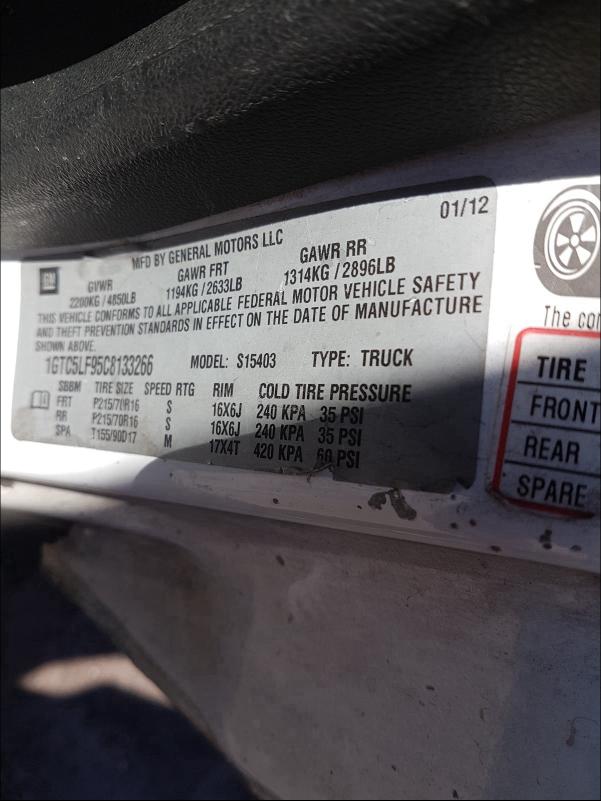 01/12
GM
MFD BY GENERAL MOTORS LLC
GVWR GAWR FRT GAWR RR
2200KG / 4850LB 1194KG / 2633LB 1314KG / 2896LB
THIS VEHICLE CONFORMS TO ALL APPLICABLE FEDERAL MOTOR VEHICLE SAFETY
AND THEFT PREVENTION STANDARDS IN EFFECT ON THE DATE OF MANUFACTURE
SHOWN ABOVE.
1GTC5LF95C8133266 MODEL: S15403 TYPE: TRUCK
SBBM TIRE SIZE SPEED RTG RIM COLD TIRE PRESSURE
FRT P215/70R16 S 16X6J 240 KPA 35 PSI
RR P215/70R16 S 16X6J 240 KPA 35 PSI
SPA T155/90D17 M 17X4T 420 KPA 60 PSI
The con
TIRE
FRONT
REAR
SPARE